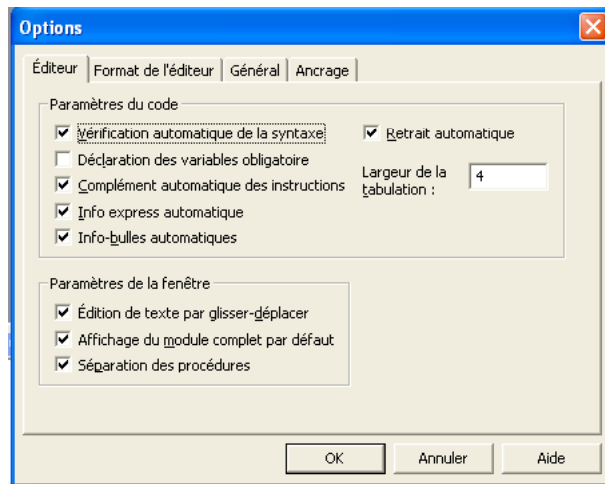 Options
Éditeur Format de l'éditeur Général Ancrage
Paramètres du code
Vérification automatique de la syntaxe
Déclaration des variables obligatoire
Complément automatique des instructions
Info express automatique
Info-bulles automatiques
Retrait automatique
Largeur de la
tabulation : 4
Paramètres de la fenêtre
Édition de texte par glisser-déplacer
Affichage du module complet par défaut
Séparation des procédures
OK Annuler Aide